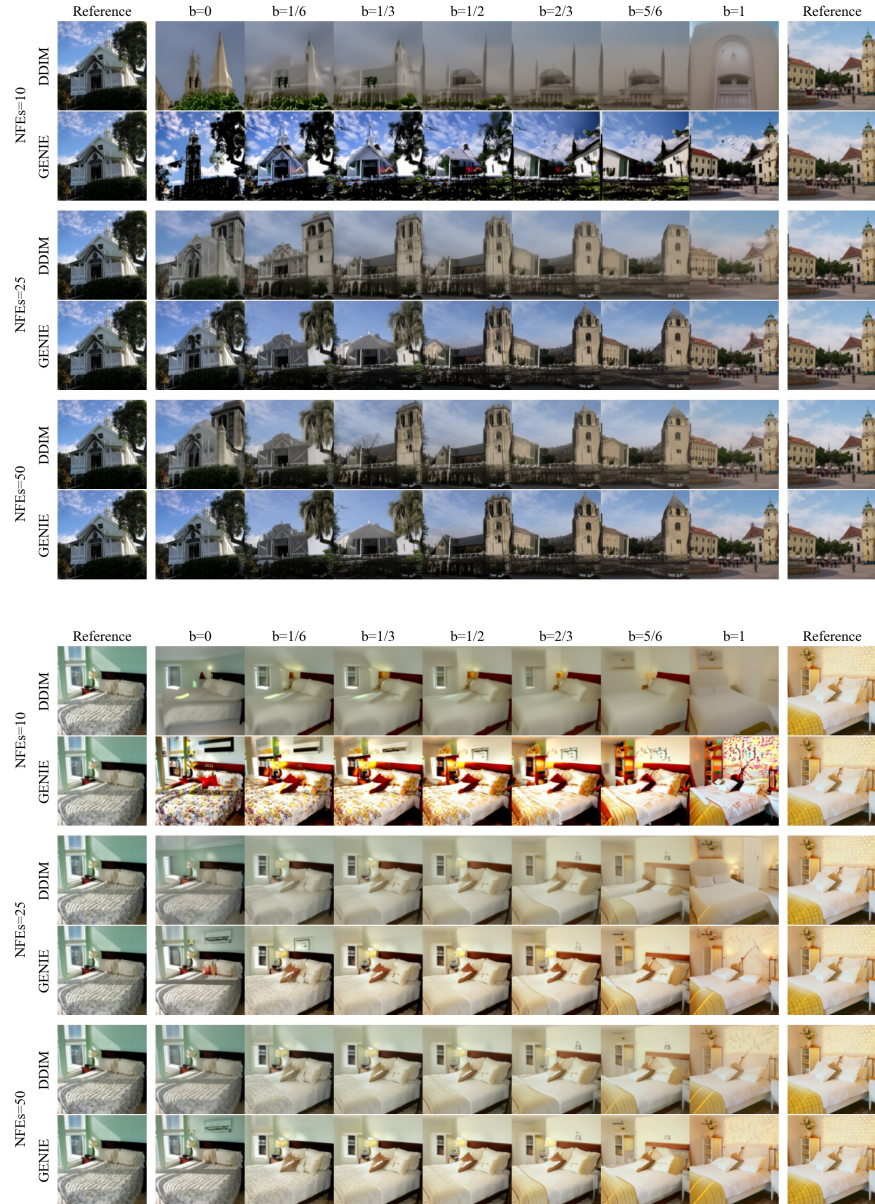 Reference b=0 b=1/6 b=1/3 b=1/2 b=2/3 b=5/6 b=1 Reference
NFEs=10
DDIM
GENIE
NFEs=25
DDIM
GENIE
NFEs=50
DDIM
GENIE
Reference b=0 b=1/6 b=1/3 b=1/2 b=2/3 b=5/6 b=1 Reference
NFEs=10
DDIM
GENIE
NFEs=25
DDIM
GENIE
NFEs=50
DDIM
GENIE